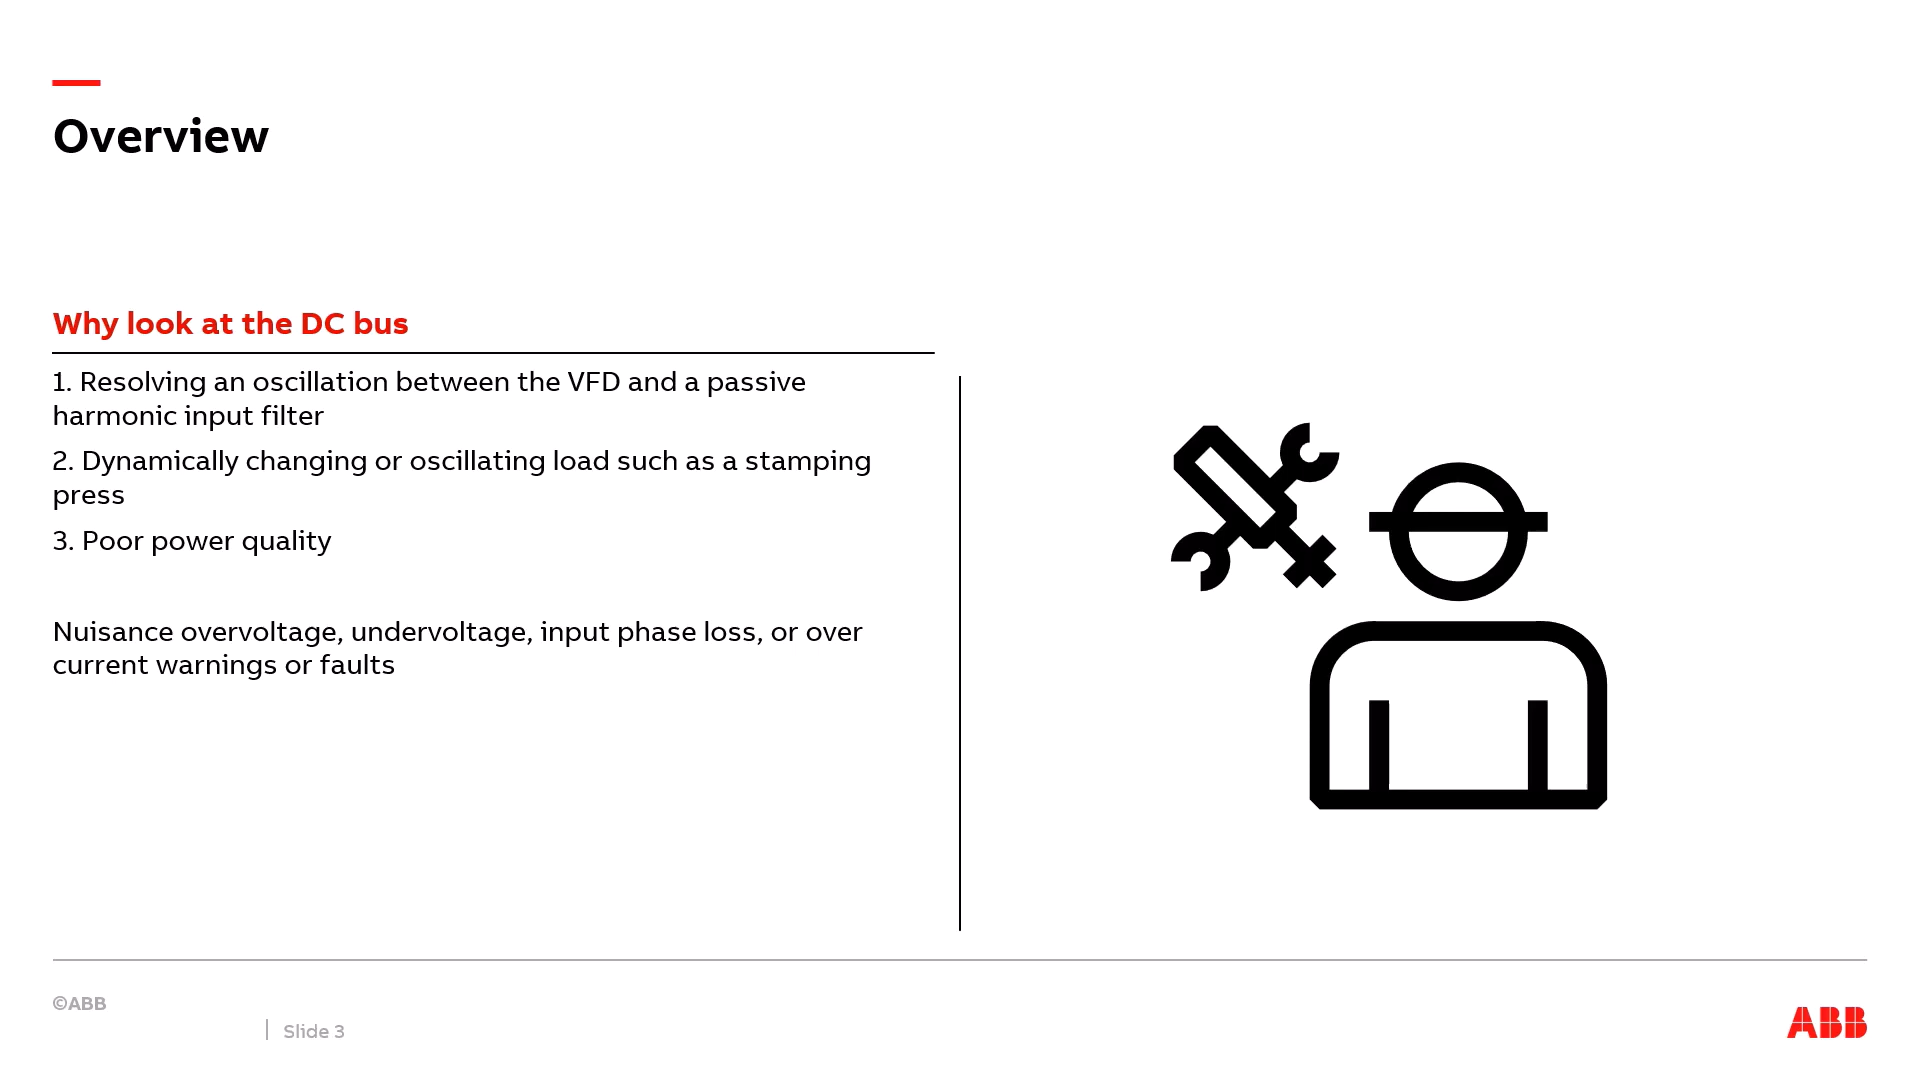 Overview
Why look at the DC bus
1. Resolving an oscillation between the VFD and a passive
harmonic input filter
2. Dynamically changing or oscillating load such as a stamping
press
3. Poor power quality
Nuisance overvoltage, undervoltage, input phase loss, or over
current warnings or faults
©ABB
Slide 3
ABB